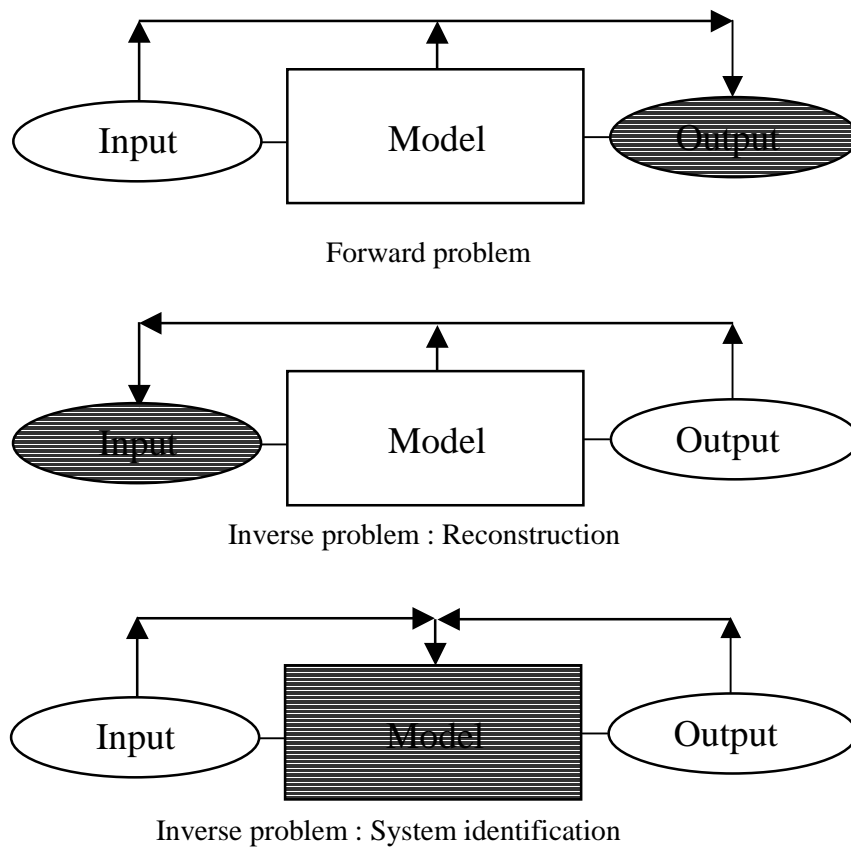 Input Model Output
Forward problem
Input Model Output
Inverse problem : Reconstruction
Input Model Output
Inverse problem : System identification